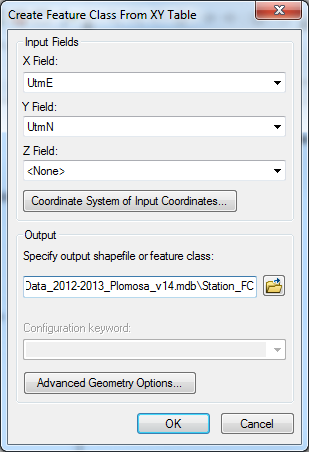 Create Feature Class From XY Table
Input Fields
X Field:
UtmE
Y Field:
UtmN
Z Field:
<None>
Coordinate System of Input Coordinates...
Output
Specify output shapefile or feature class:
Data_2012-2013_Plomosa_v14.mdb\Station_FC
Configuration keyword:
Advanced Geometry Options...
OK
Cancel